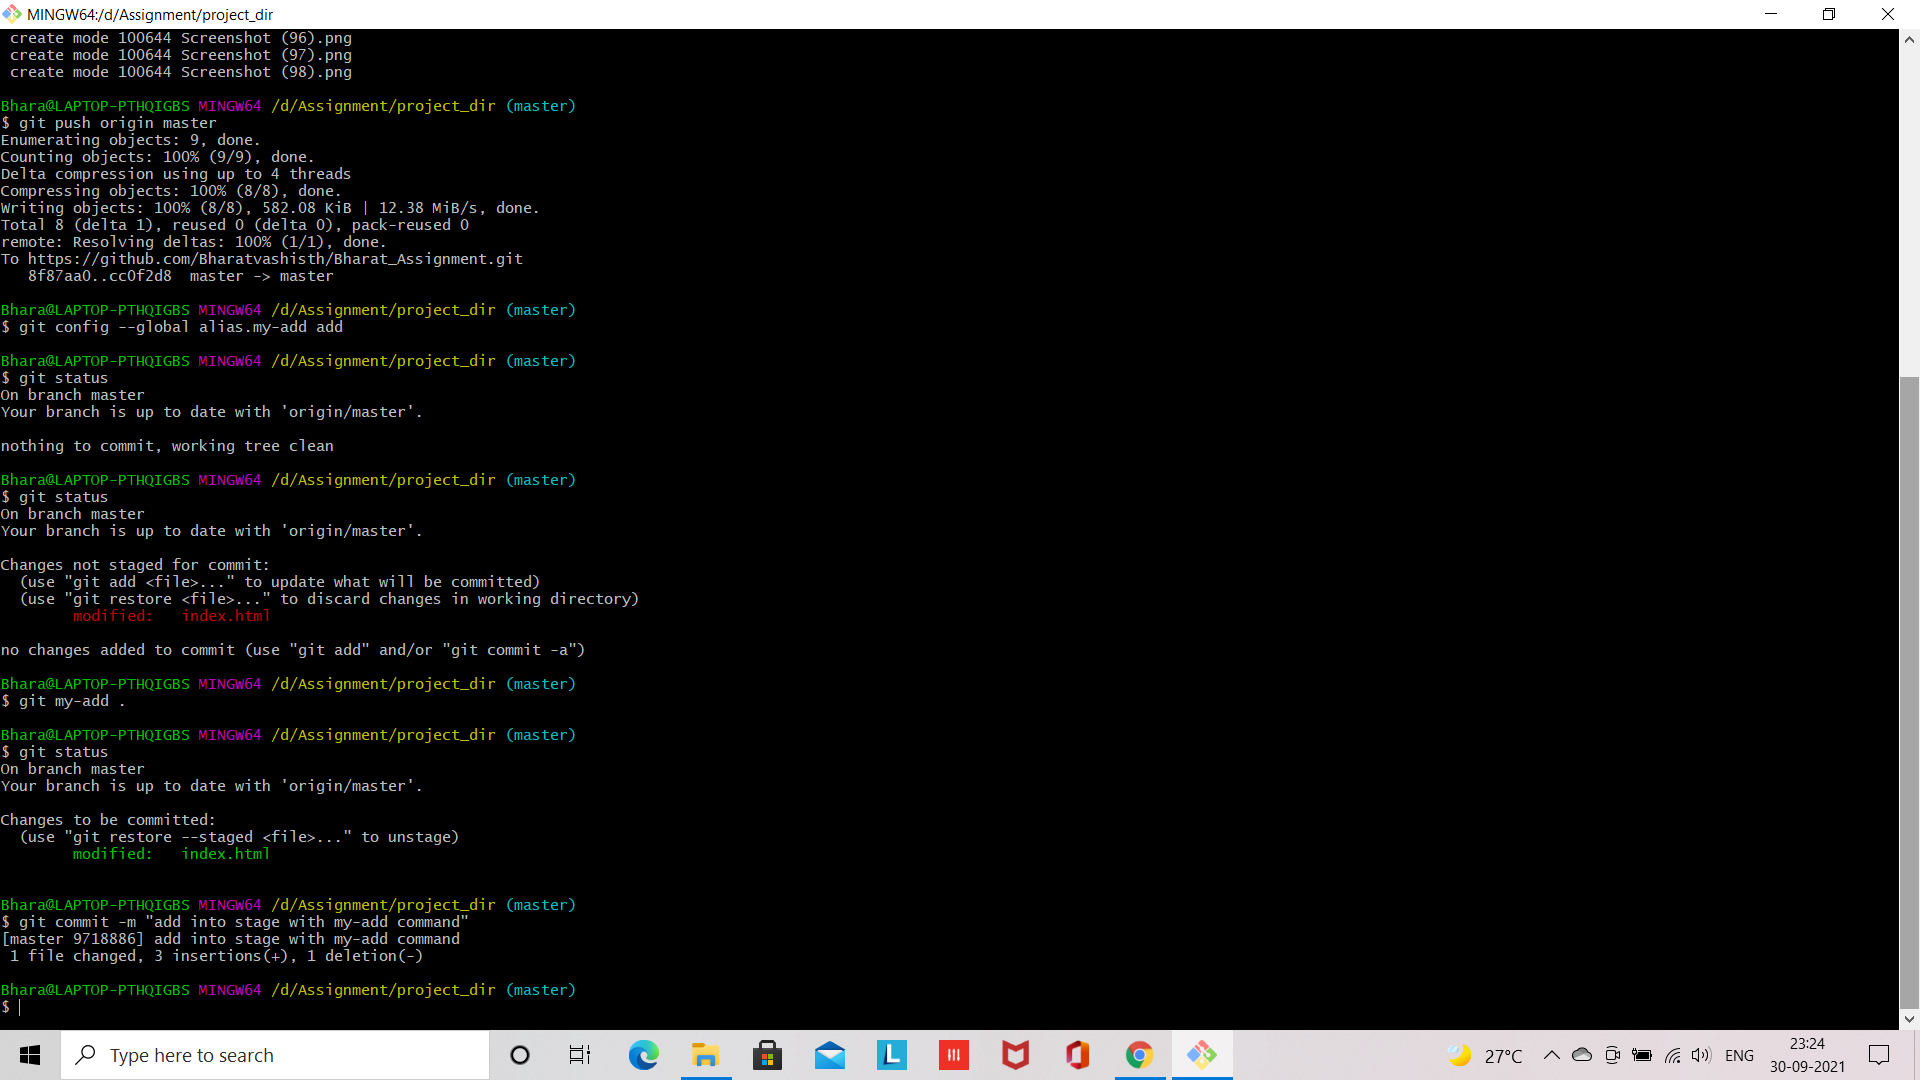 MINGW64:/d/Assignment/project_dir
create mode 100644 Screenshot (96).png
create mode 100644 Screenshot (97).png
create mode 100644 Screenshot (98).png
Bhara@LAPTOP-PTHQIGBS MINGW64 /d/Assignment/project_dir (master)
$ git push origin master
Enumerating objects: 9, done.
Counting objects: 100% (9/9), done.
Delta compression using up to 4 threads
Compressing objects: 100% (8/8), done.
Writing objects: 100% (8/8), 582.08 KiB | 12.38 MiB/s, done.
Total 8 (delta 1), reused 0 (delta 0), pack-reused 0
remote: Resolving deltas: 100% (1/1), done.
To https://github.com/Bharatvashisth/Bharat_Assignment.git
8f87aa0..cc0f2d8  master -> master
Bhara@LAPTOP-PTHQIGBS MINGW64 /d/Assignment/project_dir (master)
$ git config --global alias.my-add add
Bhara@LAPTOP-PTHQIGBS MINGW64 /d/Assignment/project_dir (master)
$ git status
On branch master
Your branch is up to date with 'origin/master'.
nothing to commit, working tree clean
Bhara@LAPTOP-PTHQIGBS MINGW64 /d/Assignment/project_dir (master)
$ git status
On branch master
Your branch is up to date with 'origin/master'.
Changes not staged for commit:
(use "git add <file>..." to update what will be committed)
(use "git restore <file>..." to discard changes in working directory)
modified:   index.html
no changes added to commit (use "git add" and/or "git commit -a")
Bhara@LAPTOP-PTHQIGBS MINGW64 /d/Assignment/project_dir (master)
$ git my-add .
Bhara@LAPTOP-PTHQIGBS MINGW64 /d/Assignment/project_dir (master)
$ git status
On branch master
Your branch is up to date with 'origin/master'.
Changes to be committed:
(use "git restore --staged <file>..." to unstage)
modified:   index.html
Bhara@LAPTOP-PTHQIGBS MINGW64 /d/Assignment/project_dir (master)
$ git commit -m "add into stage with my-add command"
[master 9718886] add into stage with my-add command
1 file changed, 3 insertions(+), 1 deletion(-)
Bhara@LAPTOP-PTHQIGBS MINGW64 /d/Assignment/project_dir (master)
$
Type here to search
L
27°C
ENG
23:24
30-09-2021